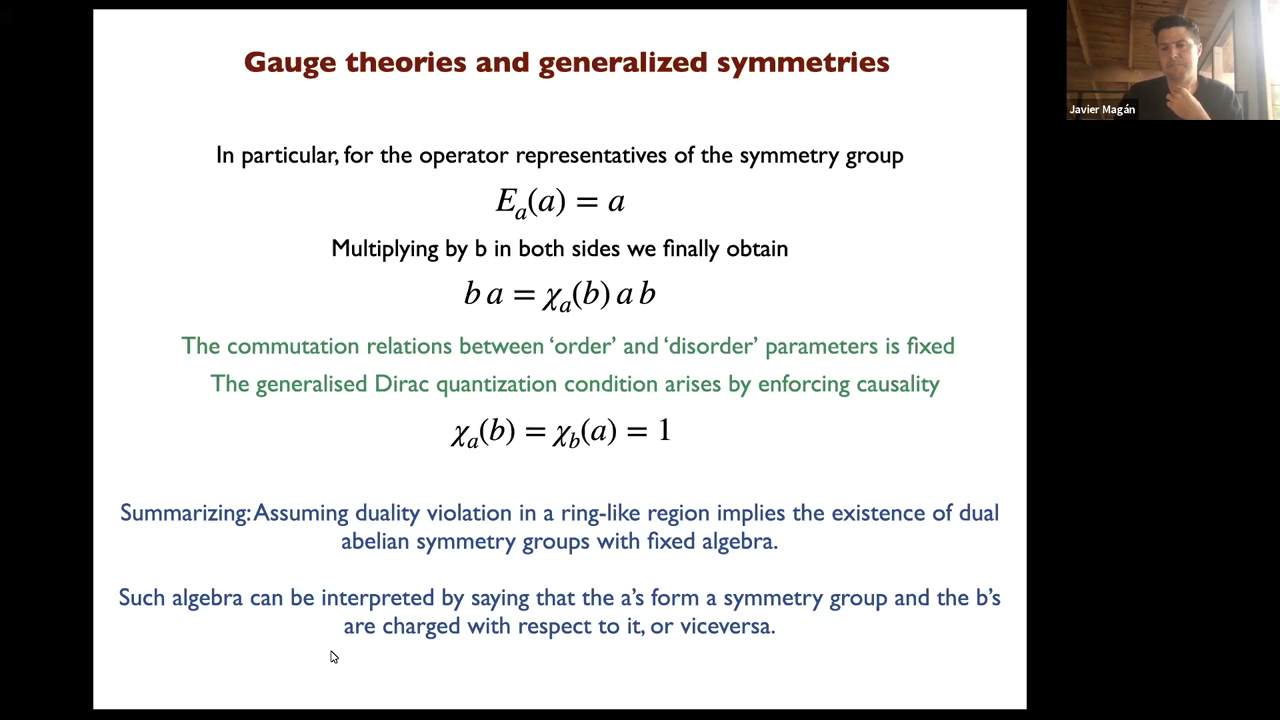 Gauge theories and generalized symmetries
In particular, for the operator representatives of the symmetry group
E_a(a) = a
Multiplying by b in both sides we finally obtain
b a = χ_a(b) a b
The commutation relations between ‘order’ and ‘disorder’ parameters is fixed
The generalised Dirac quantization condition arises by enforcing causality
χ_a(b) = χ_b(a) = 1
Summarizing: Assuming duality violation in a ring-like region implies the existence of dual
abelian symmetry groups with fixed algebra.
Such algebra can be interpreted by saying that the a’s form a symmetry group and the b’s
are charged with respect to it, or viceversa.
Javier Magán